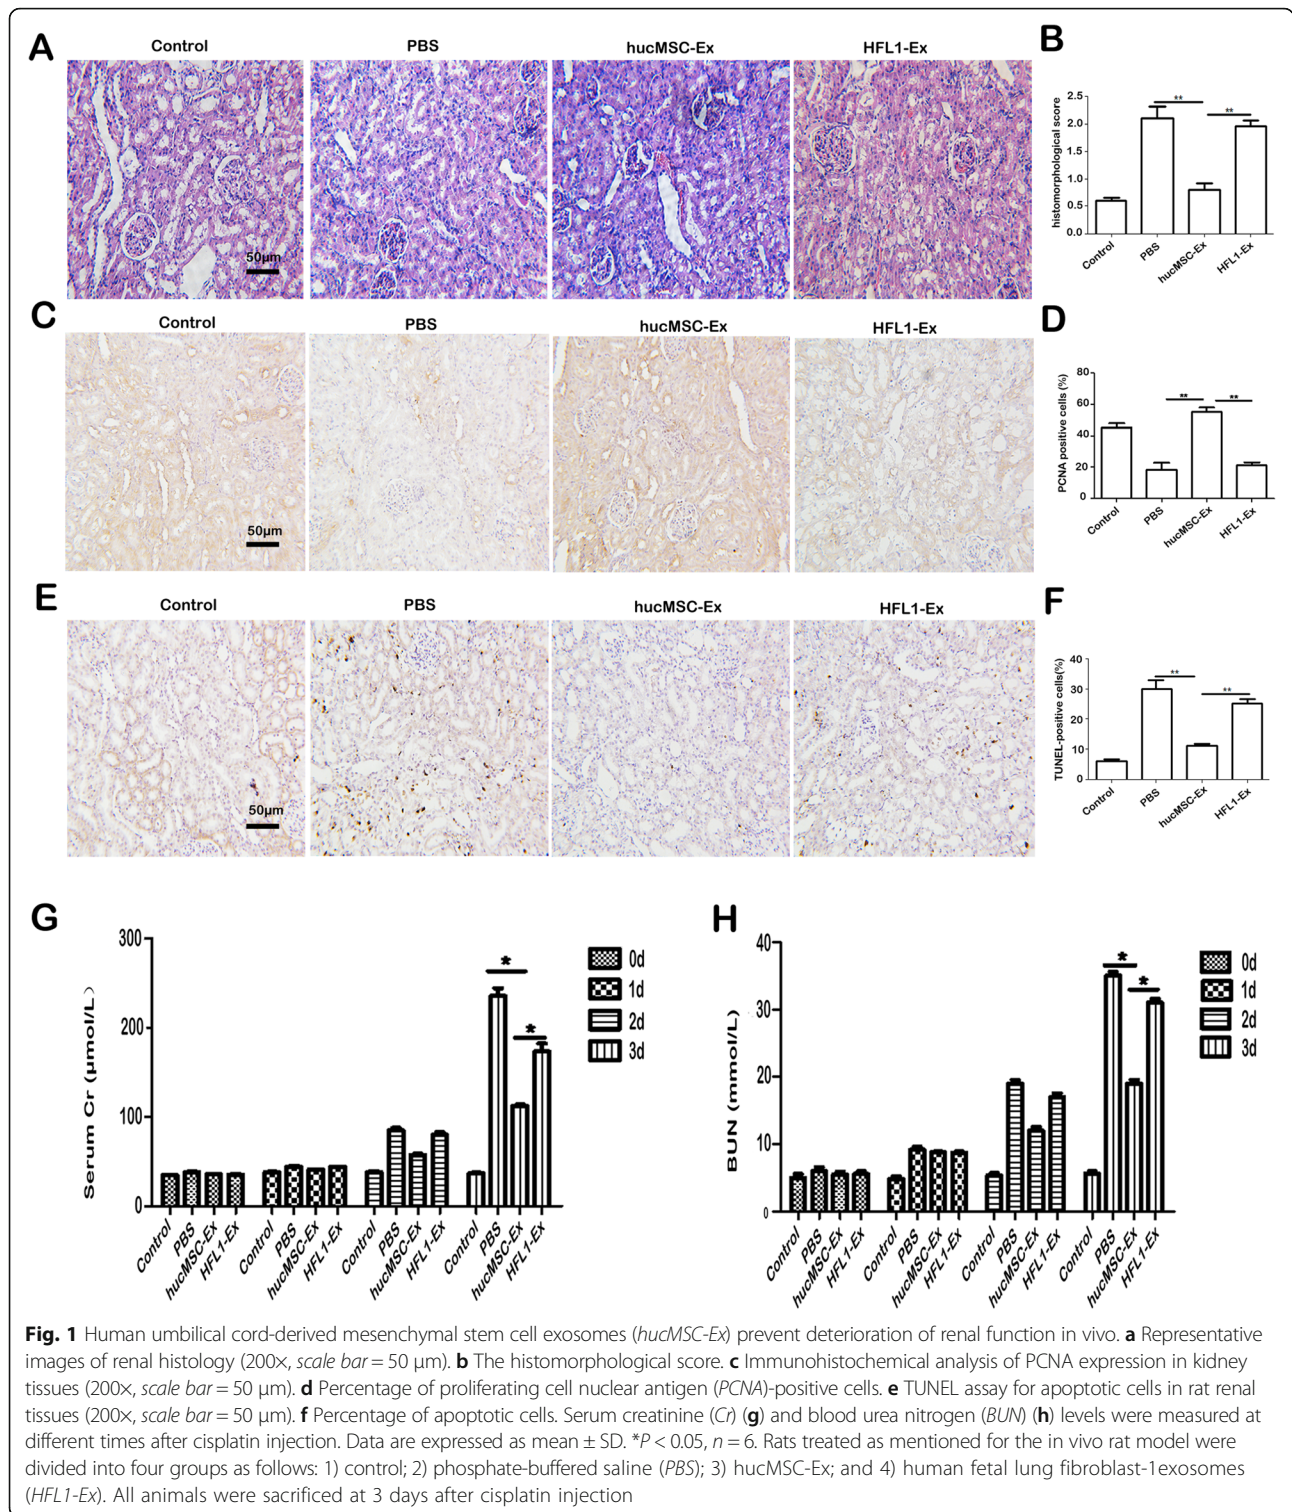 A
Control
PBS
hucMSC-Ex
HFL1-Ex
50μm
B
histomorphological score
2.5
2.0
1.5
1.0
0.5
0.0
**
**
Control
PBS
hucMSC-Ex
HFL1-Ex
C
Control
PBS
hucMSC-Ex
HFL1-Ex
50μm
D
PCNA positive cells (%)
80
60
40
20
0
**
**
Control
PBS
hucMSC-Ex
HFL1-Ex
E
Control
PBS
hucMSC-Ex
HFL1-Ex
50μm
F
TUNEL-positive cells(%)
40
30
20
10
0
**
**
Control
PBS
hucMSC-Ex
HFL1-Ex
G
Serum Cr (μmol/L)
300
200
100
0
*
*
0d
1d
2d
3d
Control
PBS
hucMSC-Ex
HFL1-Ex
Control
PBS
hucMSC-Ex
HFL1-Ex
Control
PBS
hucMSC-Ex
HFL1-Ex
Control
PBS
hucMSC-Ex
HFL1-Ex
H
BUN (mmol/L)
40
30
20
10
0
*
*
0d
1d
2d
3d
Control
PBS
hucMSC-Ex
HFL1-Ex
Control
PBS
hucMSC-Ex
HFL1-Ex
Control
PBS
hucMSC-Ex
HFL1-Ex
Control
PBS
hucMSC-Ex
HFL1-Ex
Fig. 1 Human umbilical cord-derived mesenchymal stem cell exosomes (hucMSC-Ex) prevent deterioration of renal function in vivo. a Representative
images of renal histology (200×, scale bar = 50 μm). b The histomorphological score. c Immunohistochemical analysis of PCNA expression in kidney
tissues (200×, scale bar = 50 μm). d Percentage of proliferating cell nuclear antigen (PCNA)-positive cells. e TUNEL assay for apoptotic cells in rat renal
tissues (200×, scale bar = 50 μm). f Percentage of apoptotic cells. Serum creatinine (Cr) (g) and blood urea nitrogen (BUN) (h) levels were measured at
different times after cisplatin injection. Data are expressed as mean ± SD. *P < 0.05, n = 6. Rats treated as mentioned for the in vivo rat model were
divided into four groups as follows: 1) control; 2) phosphate-buffered saline (PBS); 3) hucMSC-Ex; and 4) human fetal lung fibroblast-1exosomes
(HFL1-Ex). All animals were sacrificed at 3 days after cisplatin injection